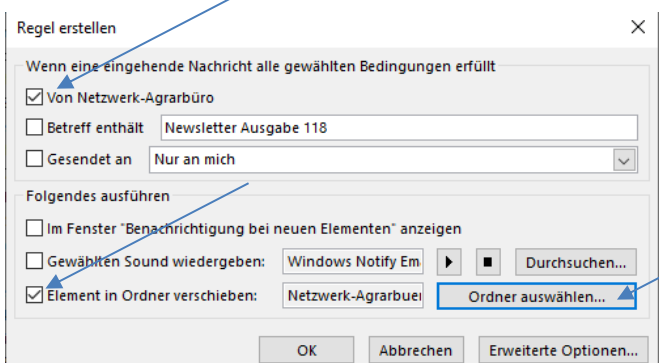 Regel erstellen
Wenn eine eingehende Nachricht alle gewählten Bedingungen erfüllt
Von Netzwerk-Agrarbüro
Betreff enthält Newsletter Ausgabe 118
Gesendet an Nur an mich
Folgendes ausführen
Im Fenster "Benachrichtigung bei neuen Elementen" anzeigen
Gewählten Sound wiedergeben: Windows Notify Em Durchsuchen...
Element in Ordner verschieben: Netzwerk-Agrarbuer Ordner auswählen...
OK Abbrechen Erweiterte Optionen...